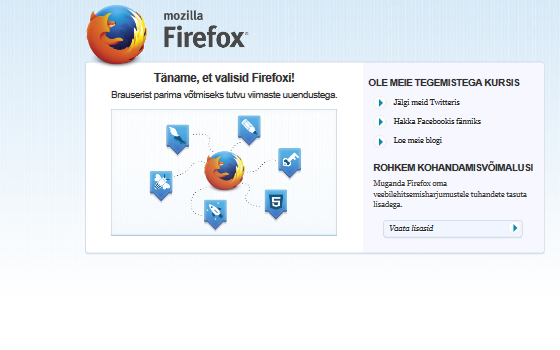 mozilla
Firefox
Täname, et valisid Firefoxi!
Brauserist parima võtmiseks tutvu viimaste uuendustega.
5
OLE MEIE TEGEMISTEGA KURSIS
Jälgi meid Twitteris
Hakka Facebookis fänniks
Loe meie blogi
ROHKEM KOHANDAMISVÕIMALUSI
Muganda Firefox oma
veebilehitsemisharjumustele tuhandete tasuta
lisadega.
Vaata lisasid